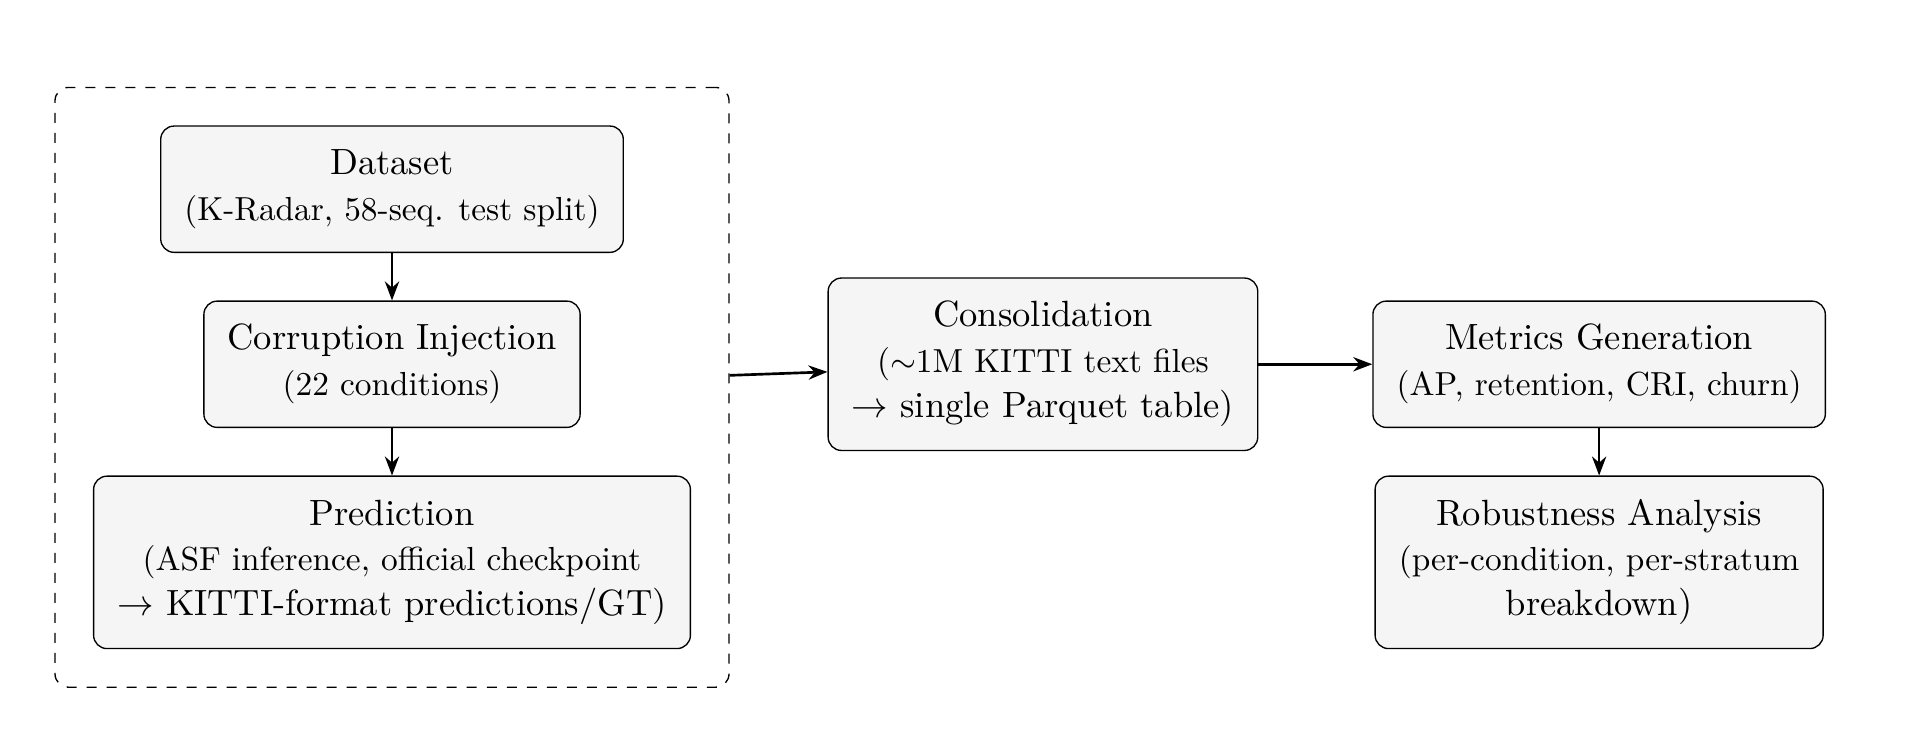 Dataset
(K-Radar, 58-seq. test split)
Corruption Injection
(22 conditions)
Prediction
(ASF inference, official checkpoint
→ KITTI-format predictions/GT)
Consolidation
(∼1M KITTI text files
→ single Parquet table)
Metrics Generation
(AP, retention, CRI, churn)
Robustness Analysis
(per-condition, per-stratum
breakdown)